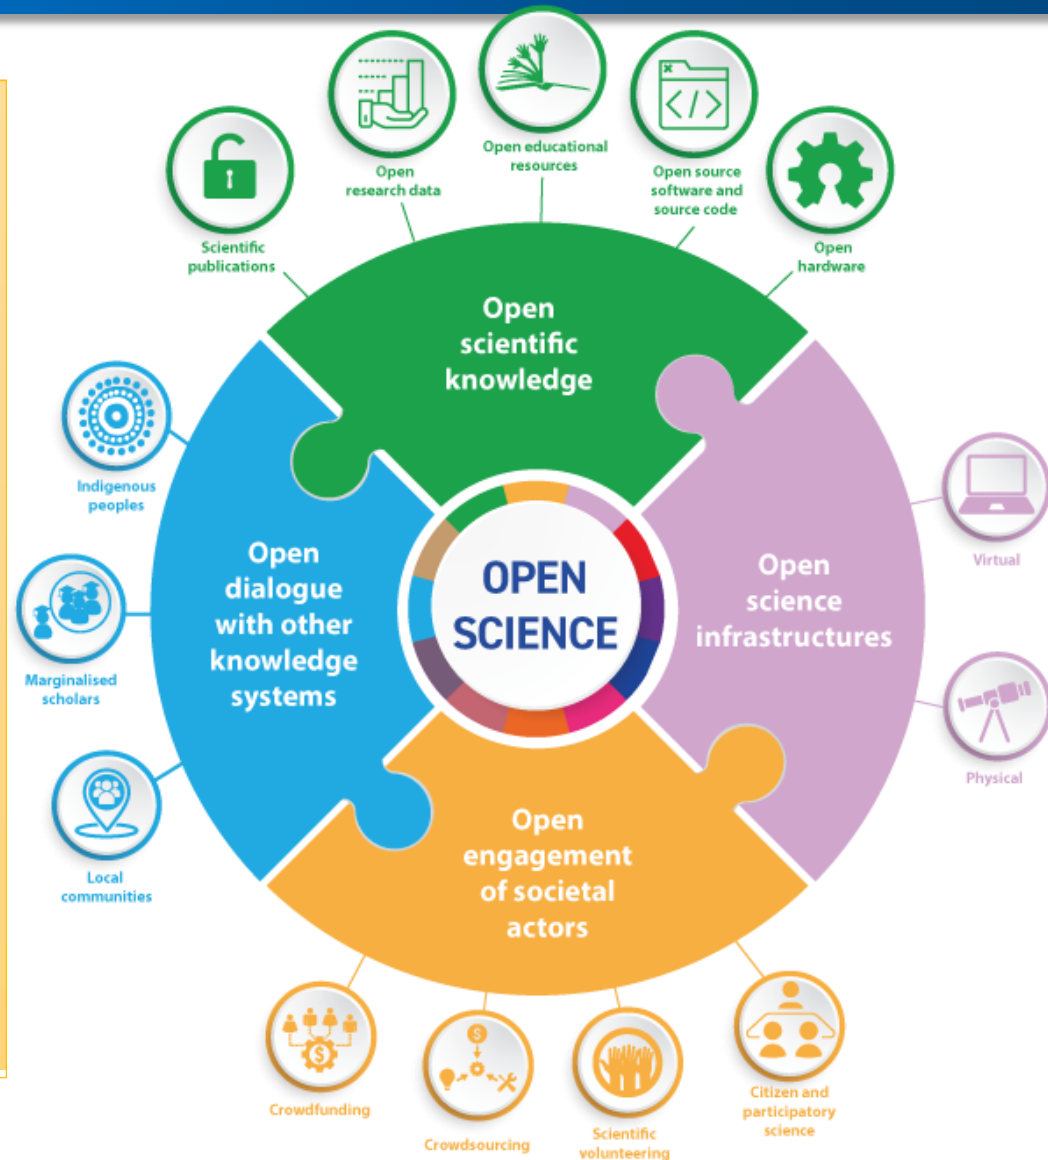 Open educational
resources
Open
research data
Open source
software and
source code
Scientific
publications
Open
hardware
Open
scientific
knowledge
Indigenous
peoples
Marginalised
scholars
Local
communities
Open
dialogue
with other
knowledge
systems
OPEN
SCIENCE
Open
science
infrastructures
Virtual
Physical
Open
engagement
of societal
actors
Crowdfunding
Crowdsourcing
Scientific
volunteering
Citizen and
participatory
science